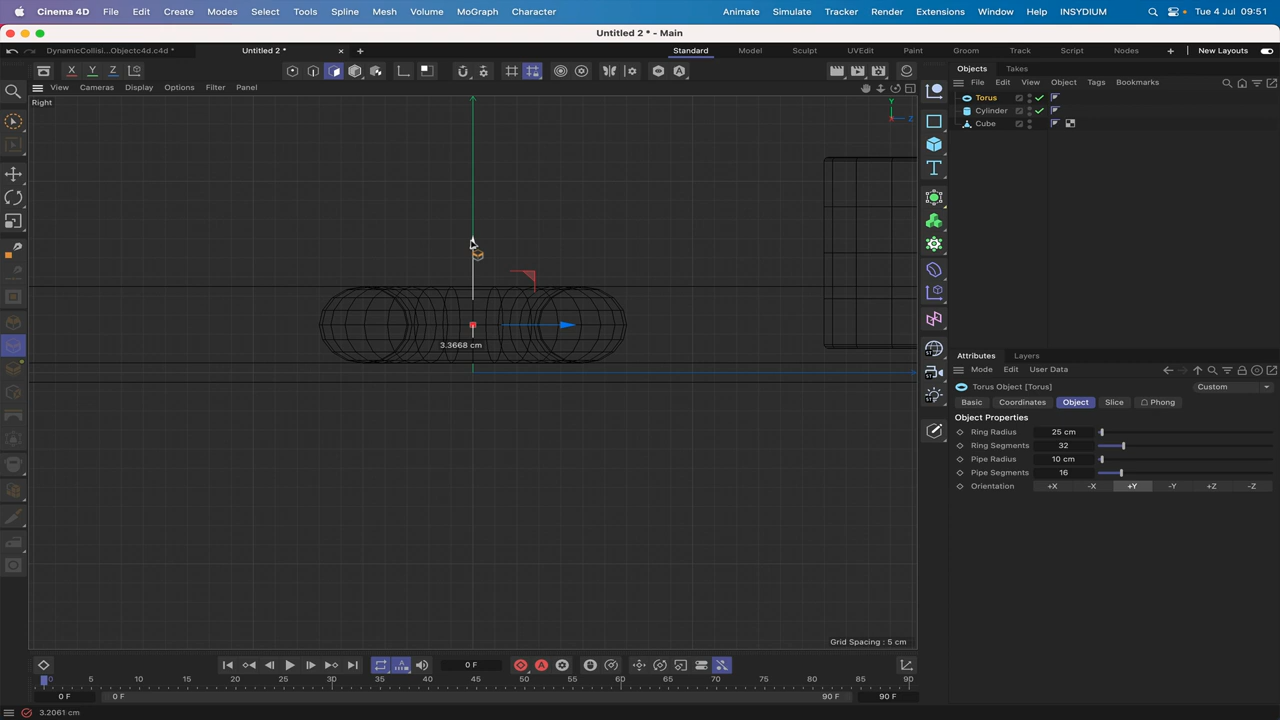 Cinema 4D File Edit Create Modes Select Tools Spline Mesh Volume MoGraph Character Animate Simulate Tracker Render Extensions Window Help INSYDIUM Tue 4 Jul 09:51
Untitled 2 * - Main
DynamicCollisi...Objectc4d.c4d * Untitled 2 * Standard Model Sculpt UVEdit Paint Groom Track Script Nodes New Layouts
X Y Z
Objects Takes
View Cameras Display Options Filter Panel
File Edit View Object Tags Bookmarks
Right
Y
Z
Torus
Cylinder
Cube
3.3668 cm
Attributes Layers
Mode Edit User Data
Torus Object [Torus] Custom
Basic Coordinates Object Slice Phong
Object Properties
Ring Radius 25 cm
Ring Segments 32
Pipe Radius 10 cm
Pipe Segments 16
Orientation +X -X +Y -Y +Z -Z
Grid Spacing : 5 cm
0 F
0 5 10 15 20 25 30 35 40 45 50 55 60 65 70 75 80 85 90
0 F 0 F 90 F 90 F
3.2061 cm